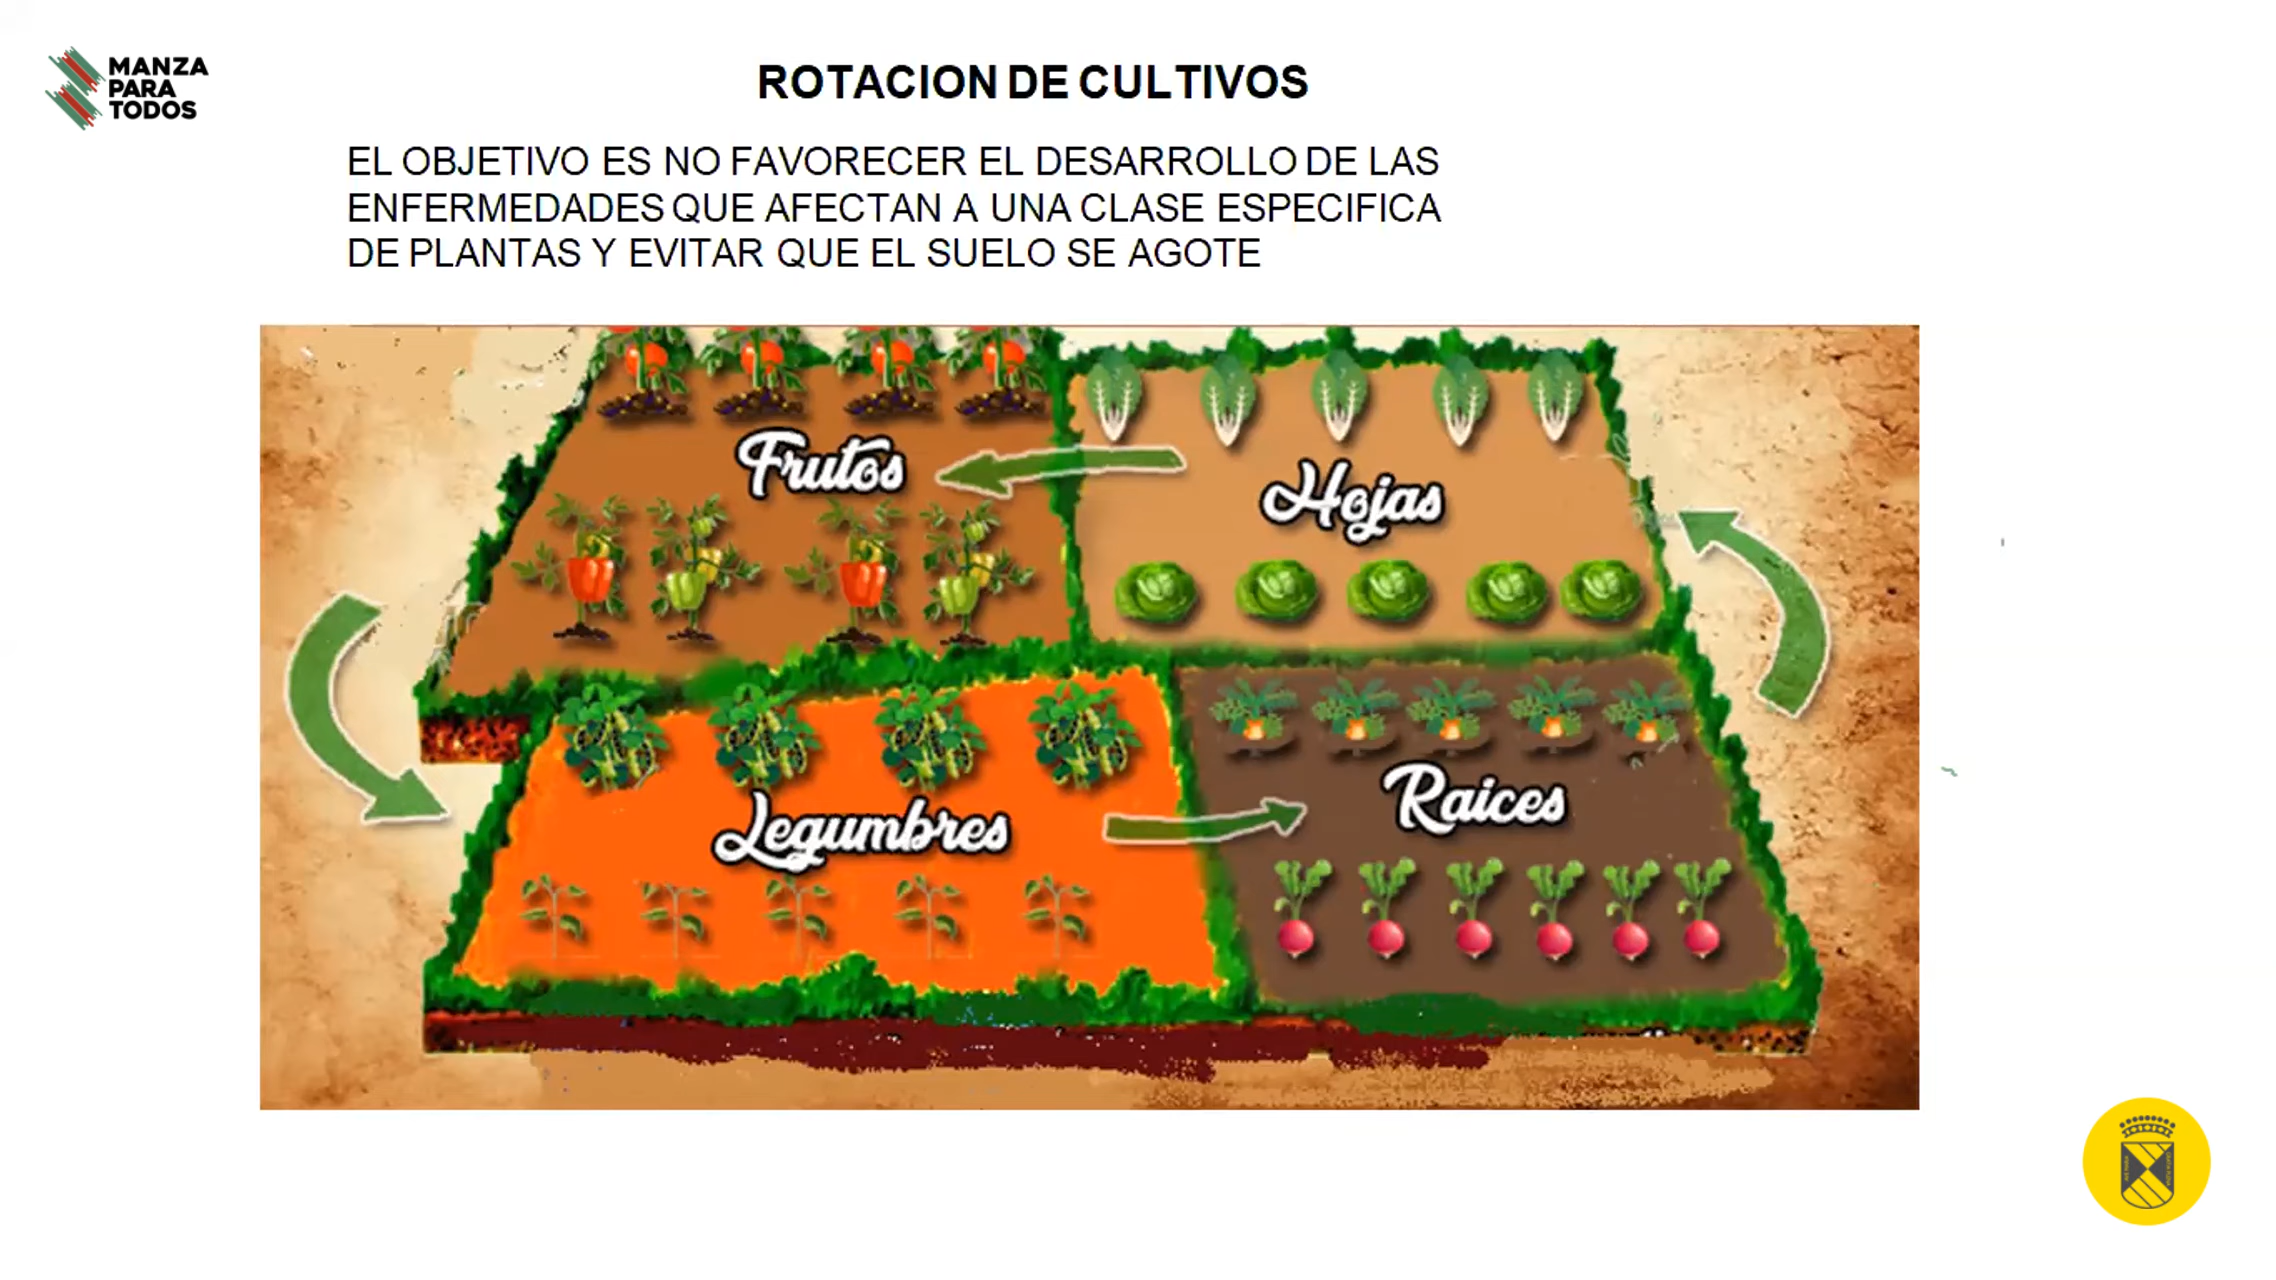 MANZA
PARA
TODOS
ROTACION DE CULTIVOS
EL OBJETIVO ES NO FAVORECER EL DESARROLLO DE LAS
ENFERMEDADES QUE AFECTAN A UNA CLASE ESPECIFICA
DE PLANTAS Y EVITAR QUE EL SUELO SE AGOTE
Frutos
Hojas
Legumbres
Raices